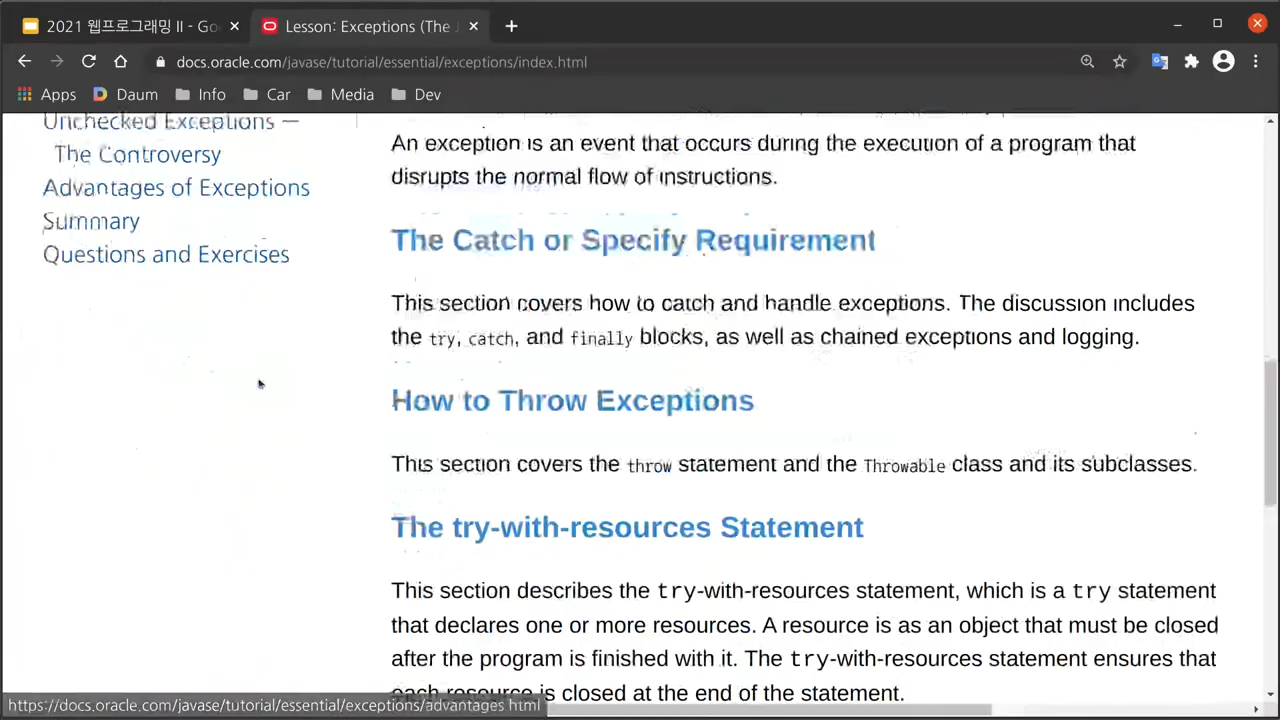 2021 웹프로그래밍 II - Go
Lesson: Exceptions (The J
docs.oracle.com/javase/tutorial/essential/exceptions/index.html
Apps
Daum
Info
Car
Media
Dev
Unchecked Exceptions —
The Controversy
Advantages of Exceptions
Summary
Questions and Exercises
An exception is an event that occurs during the execution of a program that
disrupts the normal flow of instructions.
The Catch or Specify Requirement
This section covers how to catch and handle exceptions. The discussion includes
the try, catch, and finally blocks, as well as chained exceptions and logging.
How to Throw Exceptions
This section covers the throw statement and the Throwable class and its subclasses.
The try-with-resources Statement
This section describes the try-with-resources statement, which is a try statement
that declares one or more resources. A resource is as an object that must be closed
after the program is finished with it. The try-with-resources statement ensures that
each resource is closed at the end of the statement.
https://docs.oracle.com/javase/tutorial/essential/exceptions/advantages.html